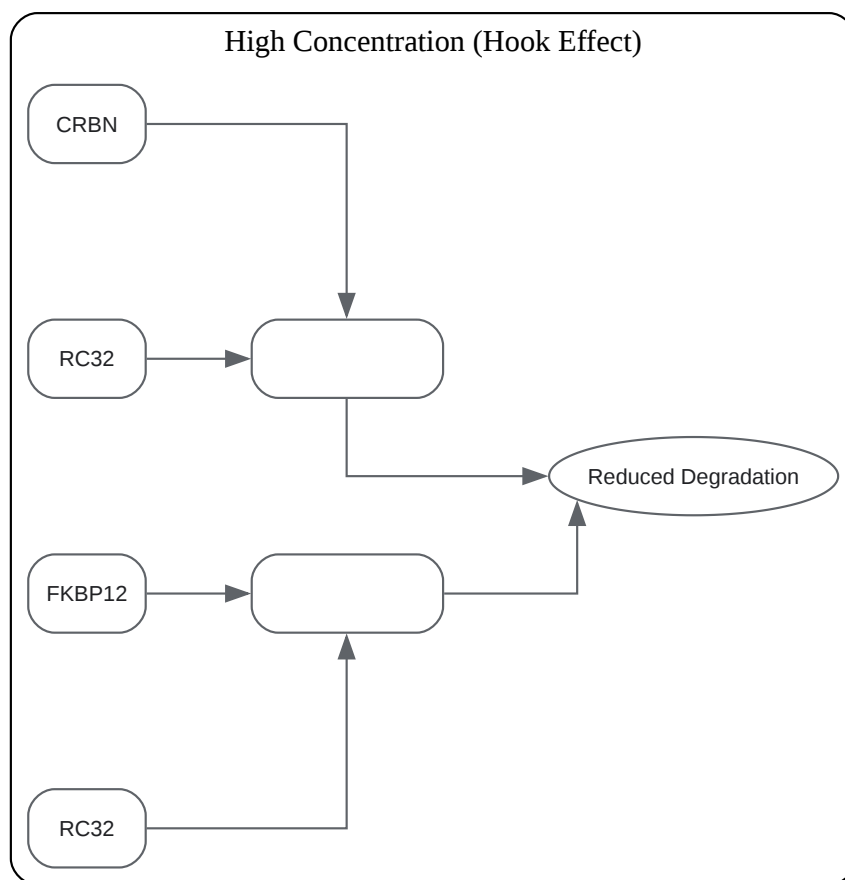 High Concentration (Hook Effect)
CRBN
RC32
Reduced Degradation
FKBP12
RC32